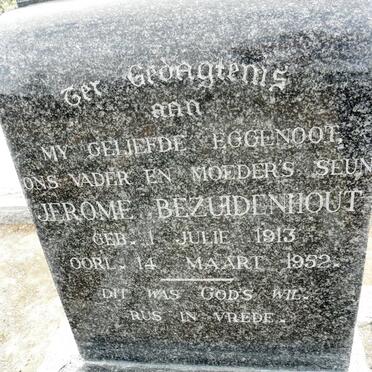 Ter Gedagtenis
aan
MY GELIEFDE EGGENOOT,
ONS VADER EN MOEDER'S SEUN
JEROME BEZUIDENHOUT
GEB. 1 JULIE 1913
OORL. 14 MAART 1952.
DIT WAS GOD'S WIL.
RUS IN VREDE.